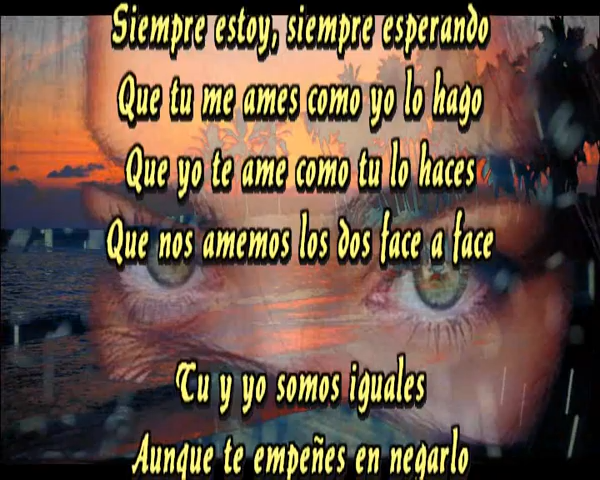 Siempre estoy, siempre esperando
Que tu me ames como yo lo hago
Que yo te ame como tu lo haces
Que nos amemos los dos face a face
Tu y yo somos iguales
Aunque te empeñes en negarlo